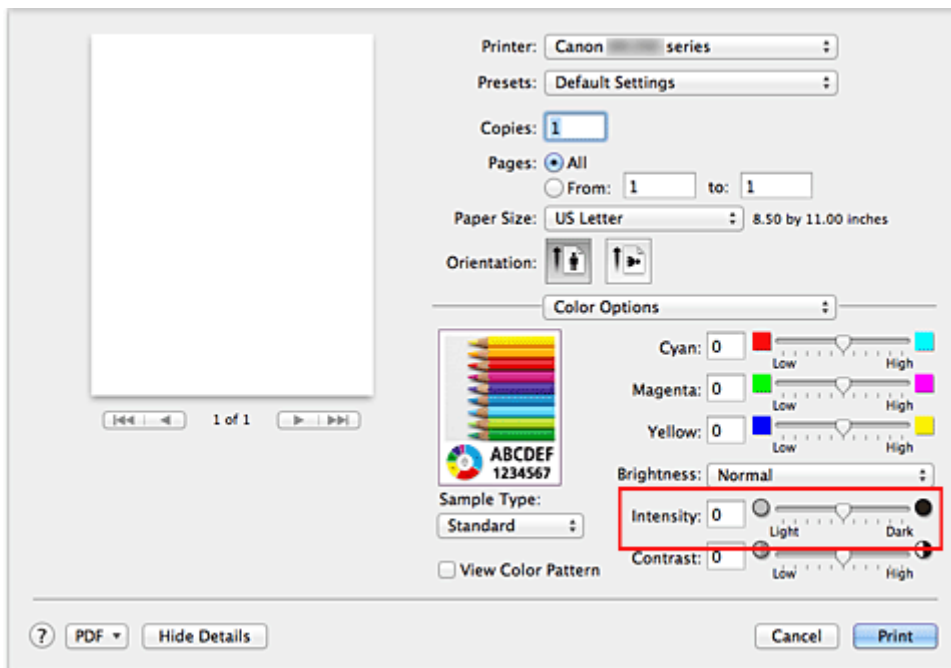 Printer: Canon series
Presets: Default Settings
Copies: 1
Pages: All
From: 1 to: 1
Paper Size: US Letter 8.50 by 11.00 inches
Orientation:
Color Options
Cyan: 0
Low High
Magenta: 0
Low High
Yellow: 0
Low High
Brightness: Normal
Intensity: 0
Light Dark
Contrast: 0
Low High
ABCDEF
1234567
Sample Type:
Standard
View Color Pattern
1 of 1
? PDF Hide Details Cancel Print